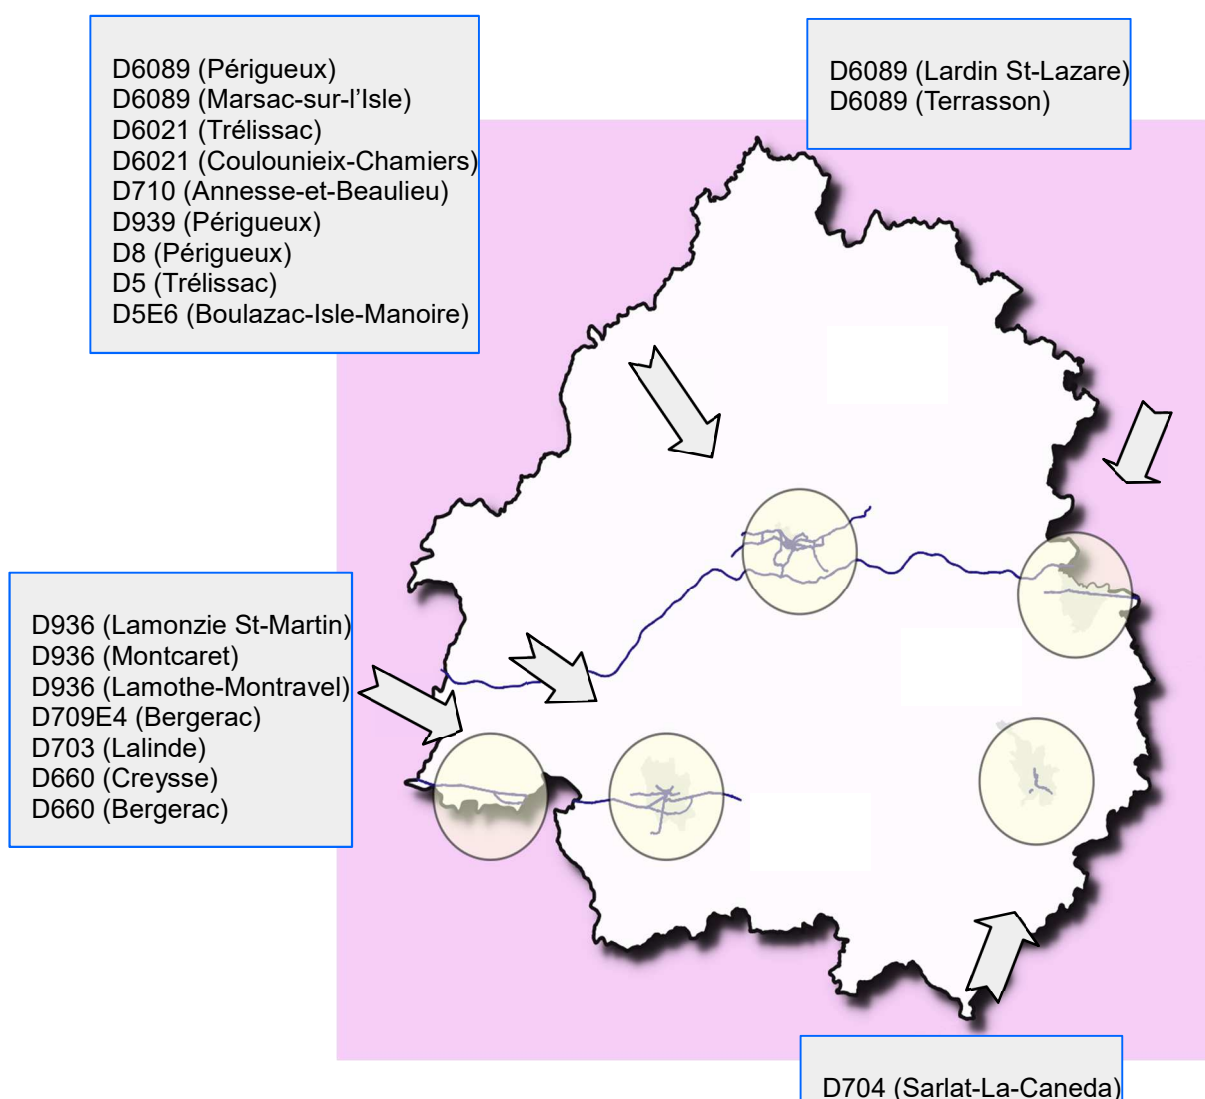 D6089 (Périgueux)
D6089 (Marsac-sur-l’Isle)
D6021 (Trélissac)
D6021 (Coulounieix-Chamiers)
D710 (Annesse-et-Beaulieu)
D939 (Périgueux)
D8 (Périgueux)
D5 (Trélissac)
D5E6 (Boulazac-Isle-Manoire)
D6089 (Lardin St-Lazare)
D6089 (Terrasson)
D936 (Lamonzie St-Martin)
D936 (Montcaret)
D936 (Lamothe-Montravel)
D709E4 (Bergerac)
D703 (Lalinde)
D660 (Creysse)
D660 (Bergerac)
D704 (Sarlat-La-Caneda)